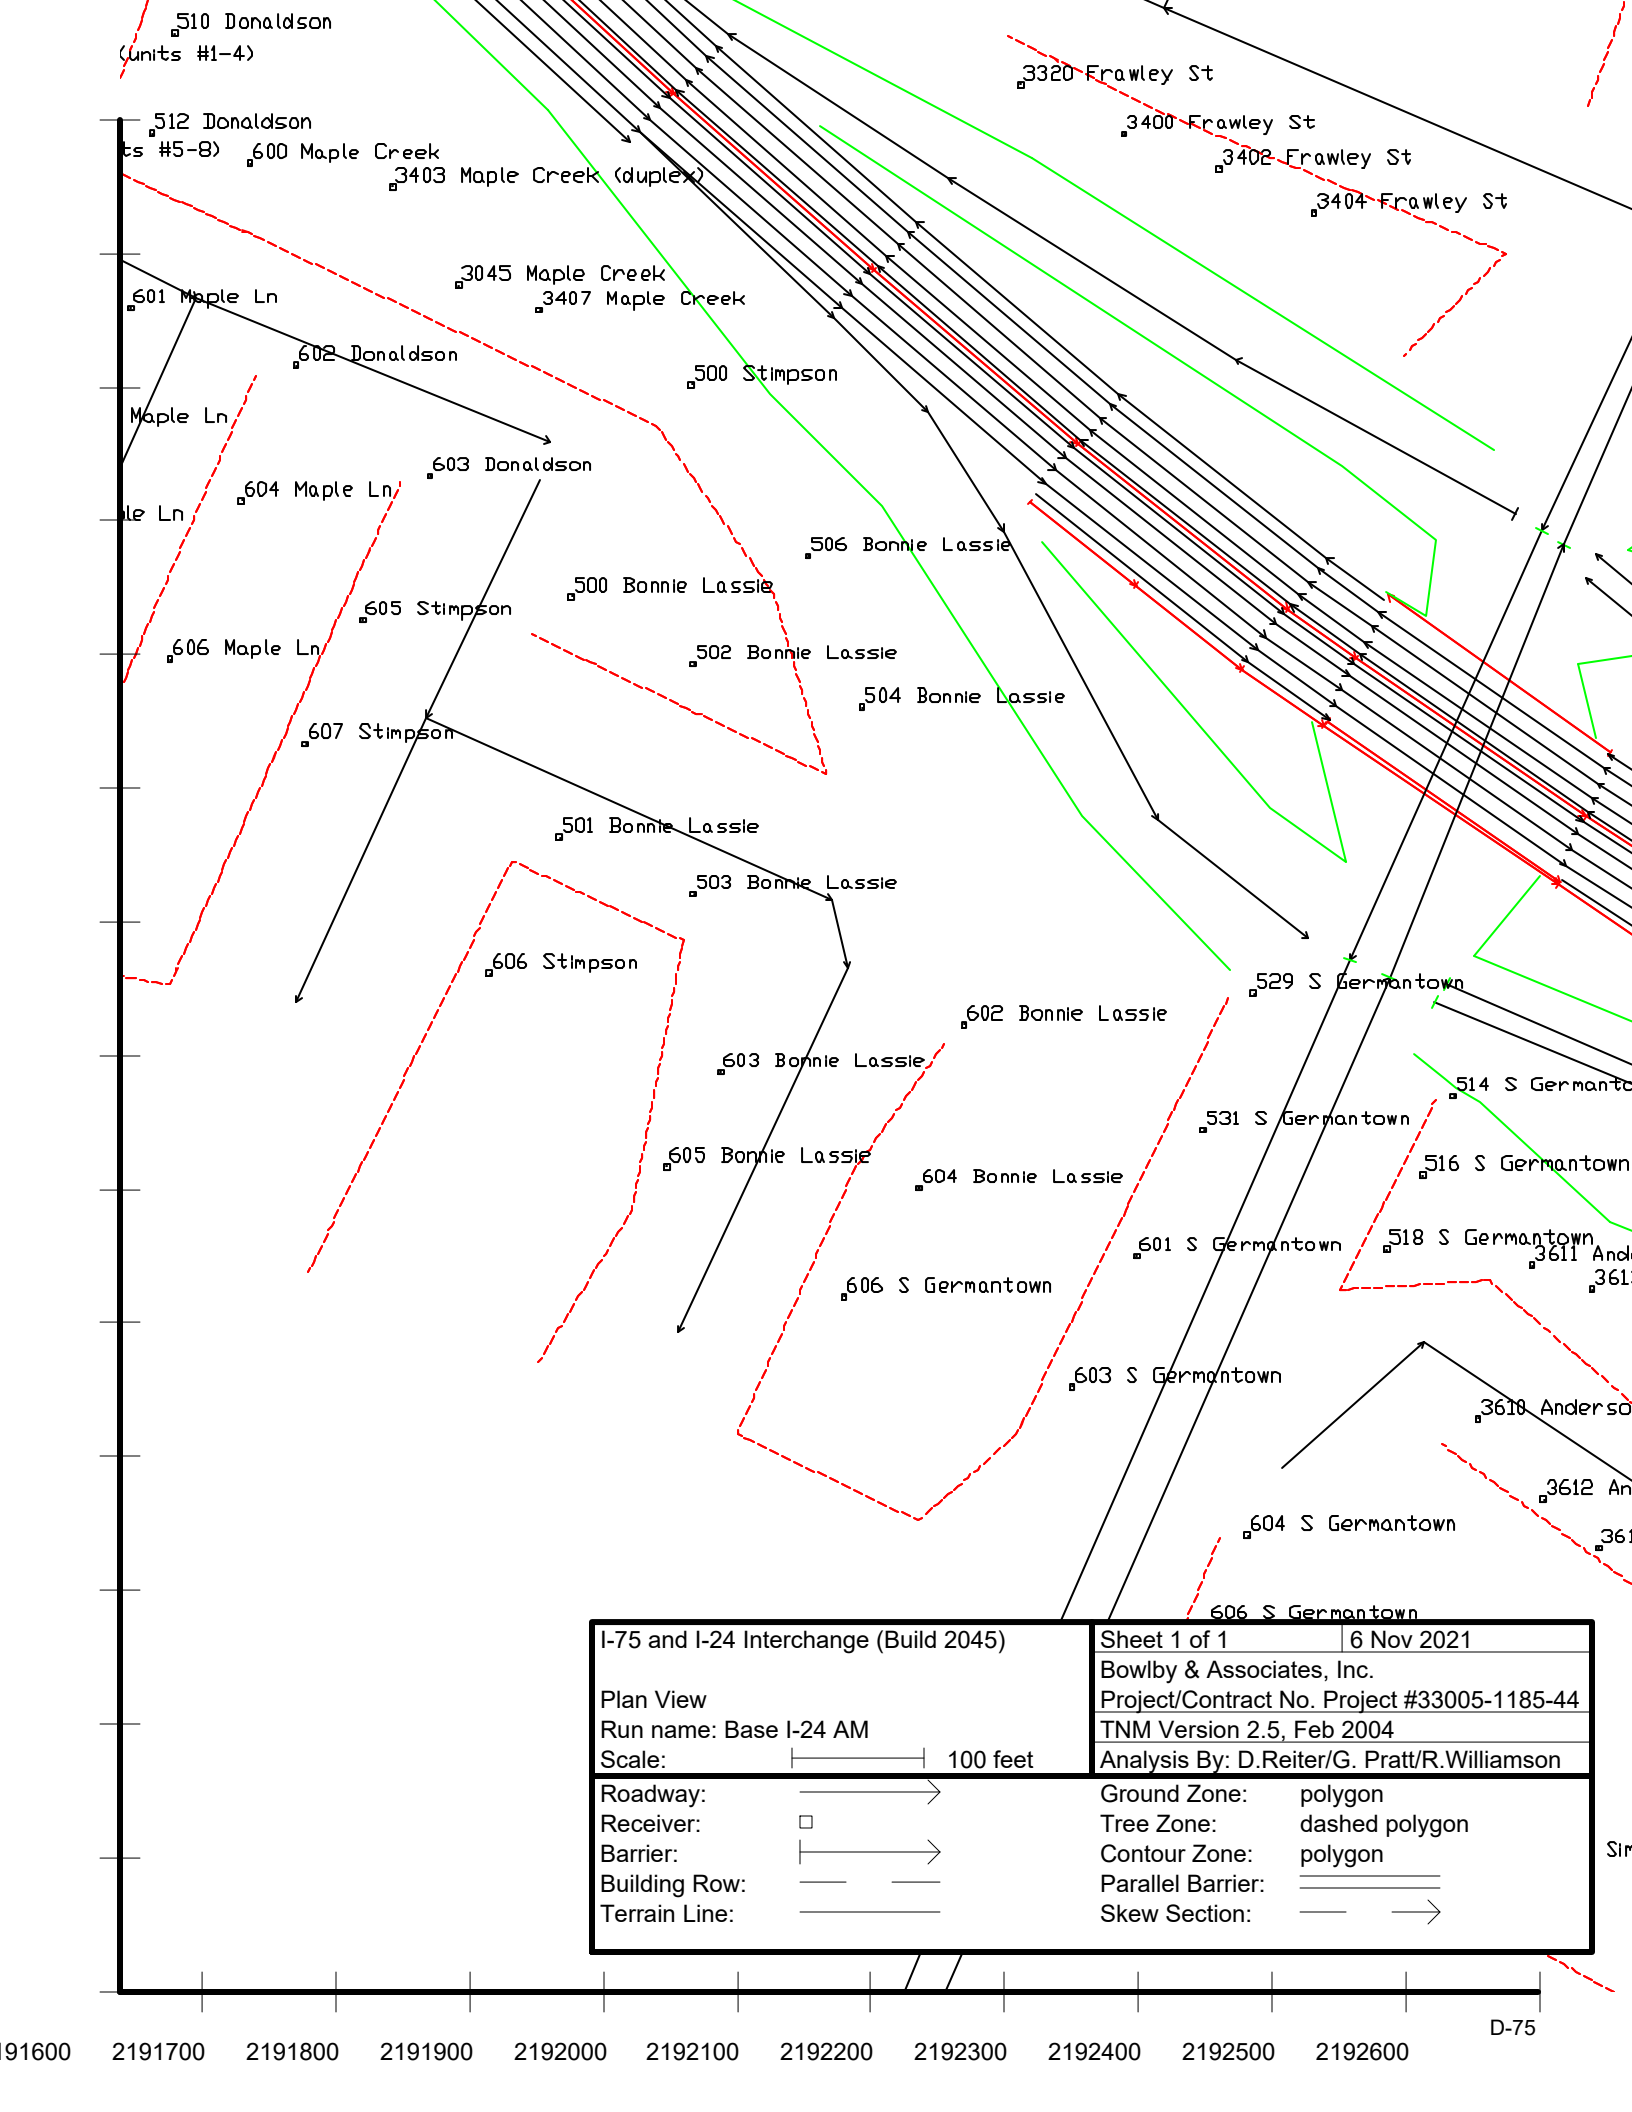 510 Donaldson
(units #1-4)
3320 Frawley St
512 Donaldson
3400 Frawley St
ts #5-8)
600 Maple Creek
3402 Frawley St
3403 Maple Creek (duplex)
3404 Frawley St
3045 Maple Creek
601 Maple Ln
3407 Maple Creek
602 Donaldson
500 Stimpson
Maple Ln
603 Donaldson
604 Maple Ln
le Ln
506 Bonnie Lassie
500 Bonnie Lassie
605 Stimpson
606 Maple Ln
502 Bonnie Lassie
504 Bonnie Lassie
607 Stimpson
501 Bonnie Lassie
503 Bonnie Lassie
606 Stimpson
529 S Germantown
602 Bonnie Lassie
603 Bonnie Lassie
514 S Germanto
531 S Germantown
605 Bonnie Lassie
516 S Germantown
604 Bonnie Lassie
601 S Germantown
518 S Germantown
3611 And
361
606 S Germantown
603 S Germantown
3610 Anderso
3612 An
604 S Germantown
361
606 S Germantown
I-75 and I-24 Interchange (Build 2045)
Plan View
Run name: Base I-24 AM
Scale: 100 feet
Sheet 1 of 1 6 Nov 2021
Bowlby & Associates, Inc.
Project/Contract No. Project #33005-1185-44
TNM Version 2.5, Feb 2004
Analysis By: D.Reiter/G. Pratt/R.Williamson
Roadway:
Receiver:
Barrier:
Building Row:
Terrain Line:
Ground Zone: polygon
Tree Zone: dashed polygon
Contour Zone: polygon
Parallel Barrier:
Skew Section:
Sim
D-75
191600 2191700 2191800 2191900 2192000 2192100 2192200 2192300 2192400 2192500 2192600